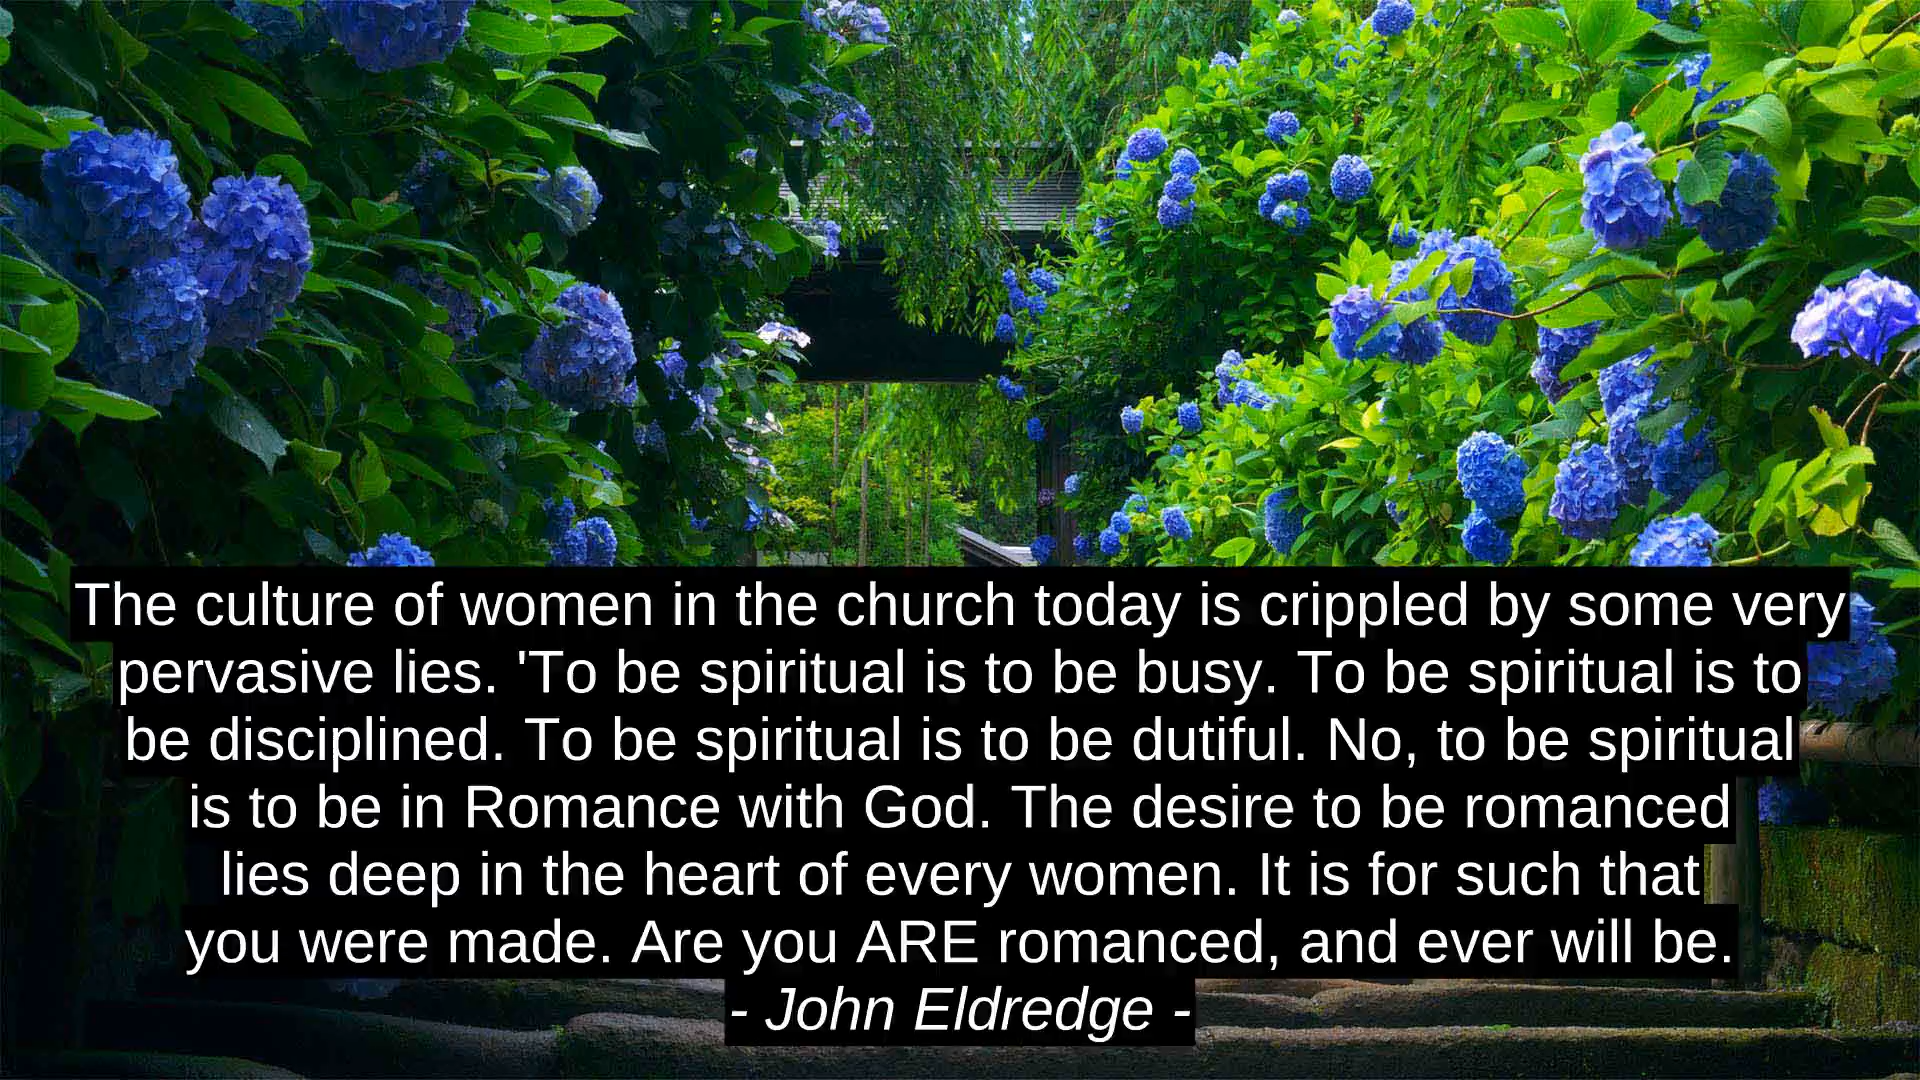 The culture of women in the church today is crippled by some very
pervasive lies. 'To be spiritual is to be busy. To be spiritual is to
be disciplined. To be spiritual is to be dutiful. No, to be spiritual
is to be in Romance with God. The desire to be romanced
lies deep in the heart of every women. It is for such that
you were made. Are you ARE romanced, and ever will be.
- John Eldredge -